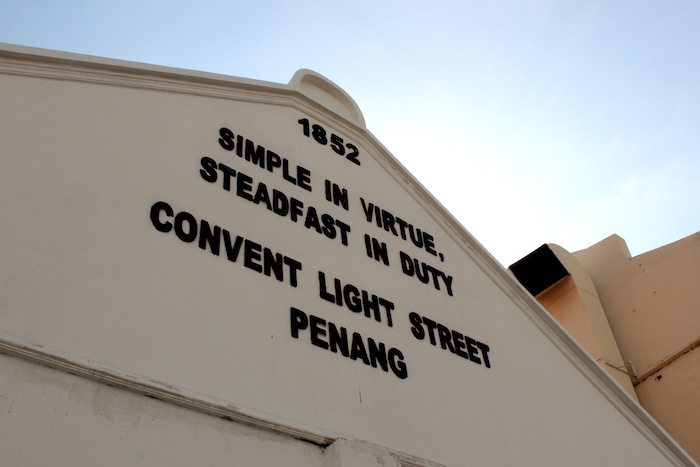 1852
SIMPLE IN VIRTUE,
STEADFAST IN DUTY
CONVENT LIGHT STREET
PENANG